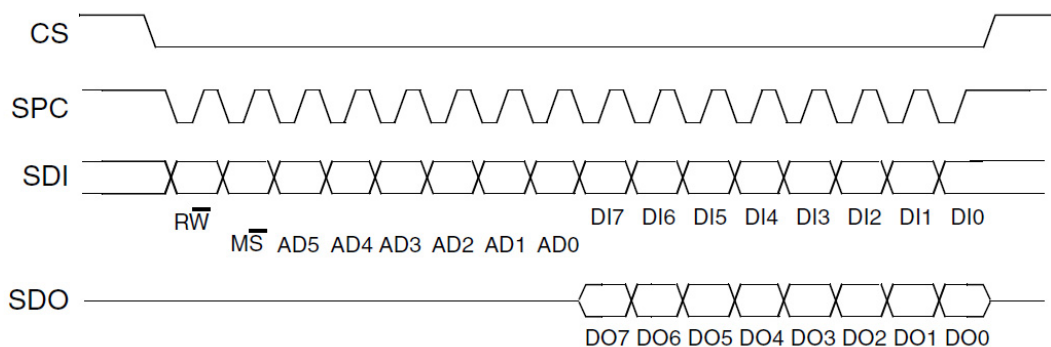 CS
SPC
SDI
RW̅ DI7 DI6 DI5 DI4 DI3 DI2 DI1 DI0
MS̅ AD5 AD4 AD3 AD2 AD1 AD0
SDO
DO7 DO6 DO5 DO4 DO3 DO2 DO1 DO0